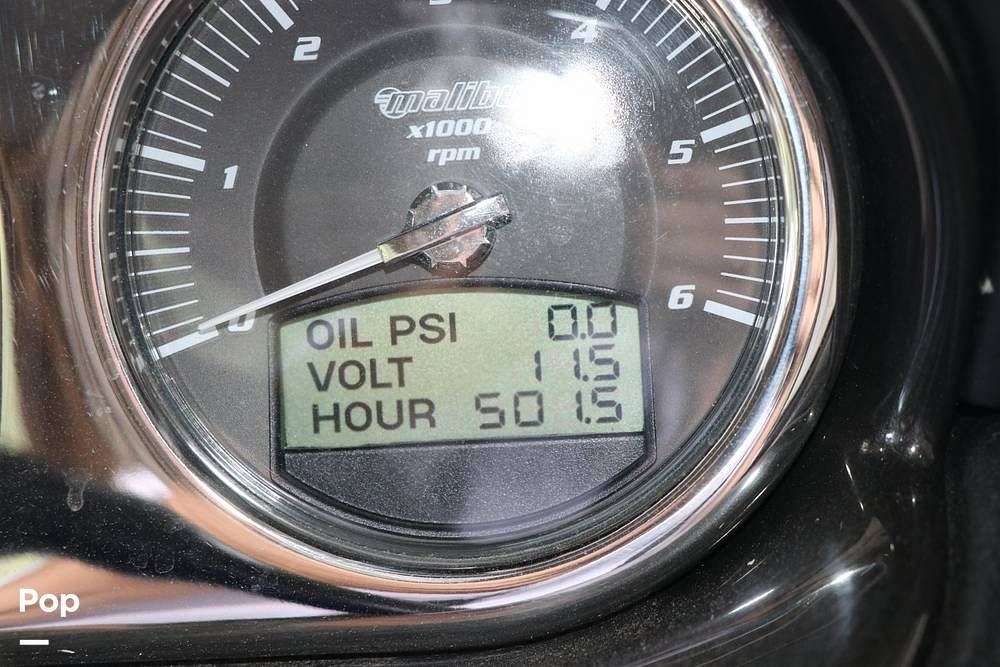 3
2
4
malibu
x1000
rpm
1
5
0
6
OIL PSI 0.0
VOLT 11.5
HOUR 501.5
Pop